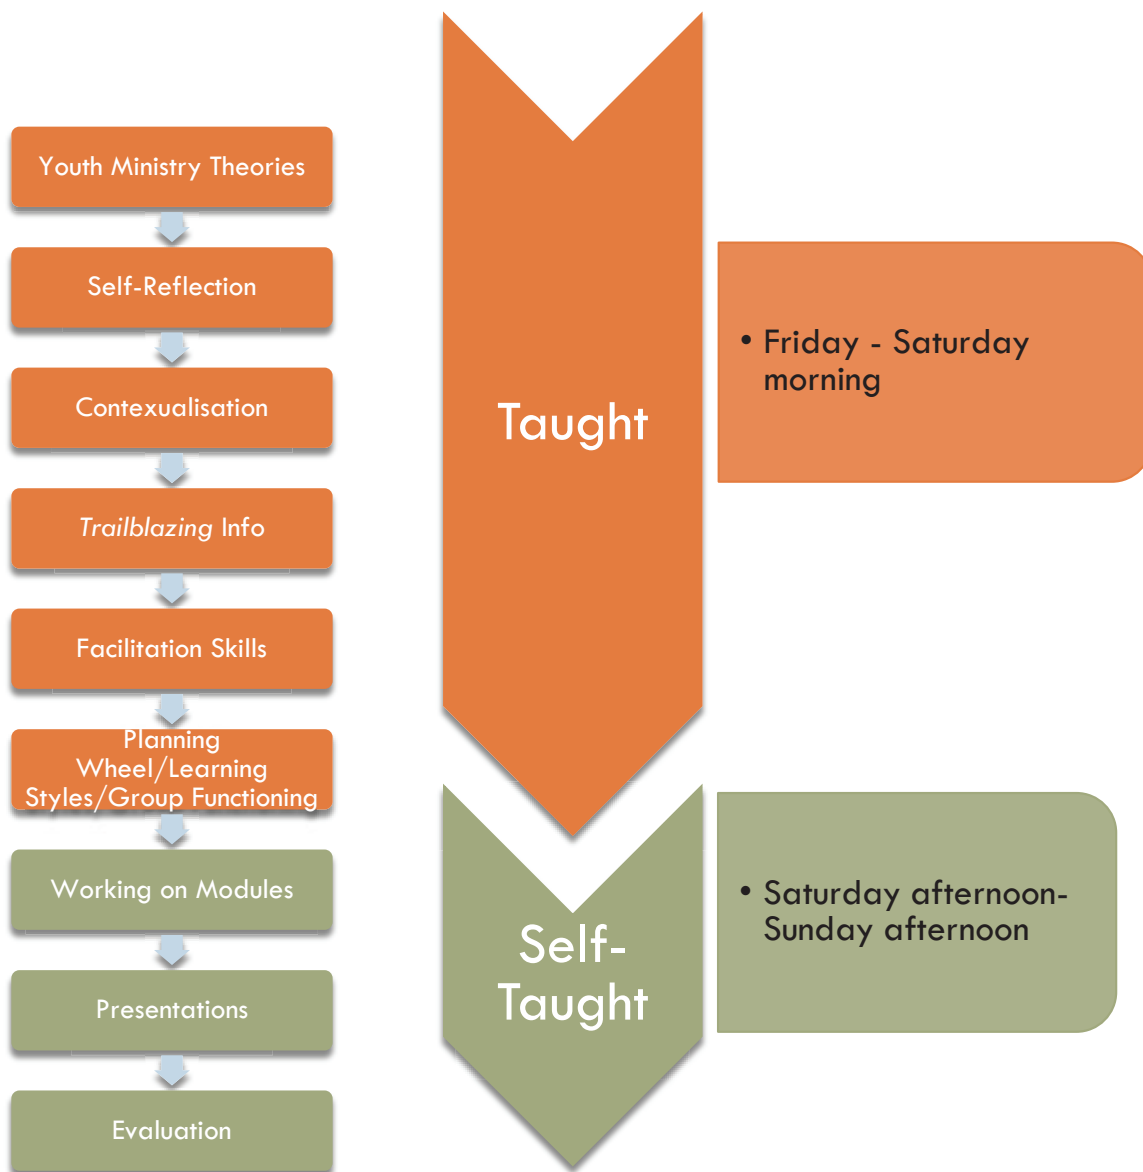 Youth Ministry Theories
Self-Reflection
Contexualisation
Trailblazing Info
Facilitation Skills
Planning
Wheel/Learning
Styles/Group Functioning
Working on Modules
Presentations
Evaluation
Taught
• Friday - Saturday
morning
Self-
Taught
• Saturday afternoon-
Sunday afternoon